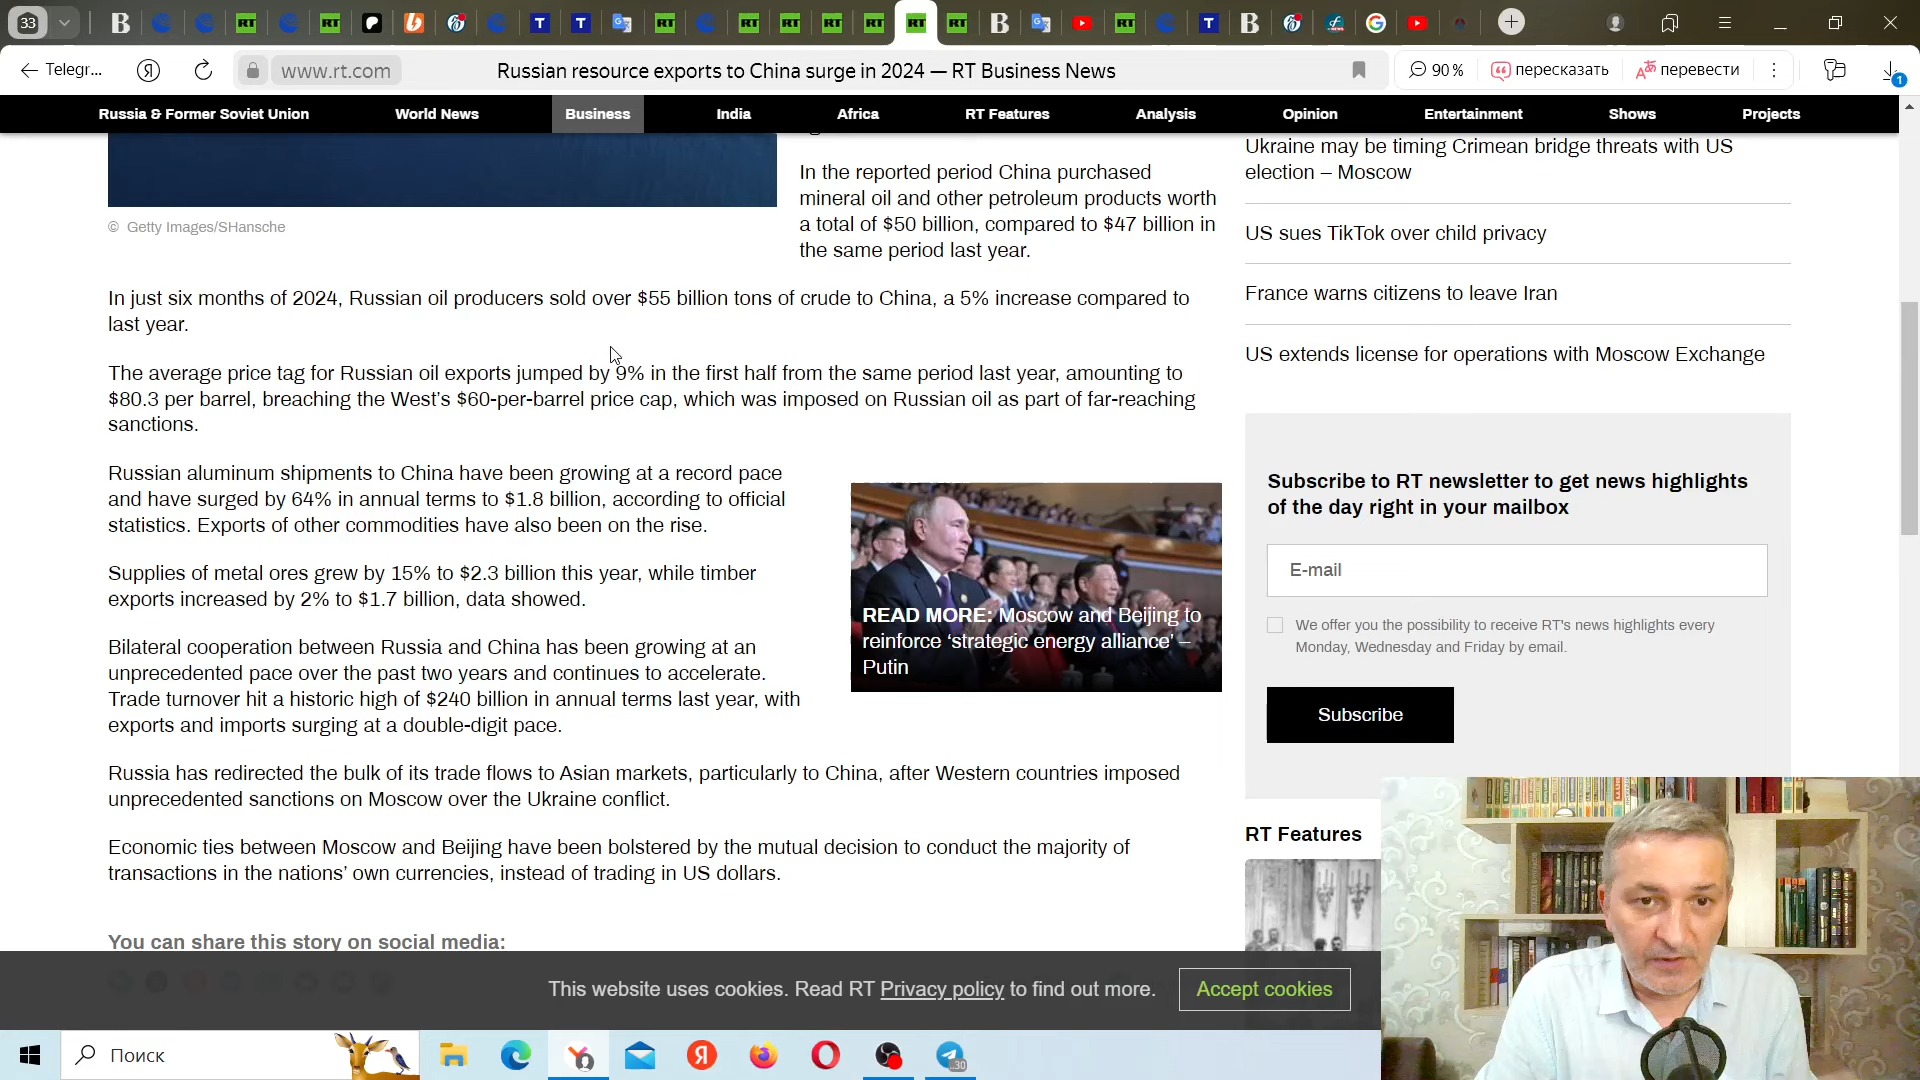 33
Telegr...
www.rt.com
Russian resource exports to China surge in 2024 — RT Business News
90 %
пересказать
перевести
1
Russia & Former Soviet Union
World News
Business
India
Africa
RT Features
Analysis
Opinion
Entertainment
Shows
Projects
© Getty Images/SHansche
In the reported period China purchased
mineral oil and other petroleum products worth
a total of $50 billion, compared to $47 billion in
the same period last year.
In just six months of 2024, Russian oil producers sold over $55 billion tons of crude to China, a 5% increase compared to
last year.
The average price tag for Russian oil exports jumped by 9% in the first half from the same period last year, amounting to
$80.3 per barrel, breaching the West's $60-per-barrel price cap, which was imposed on Russian oil as part of far-reaching
sanctions.
Russian aluminum shipments to China have been growing at a record pace
and have surged by 64% in annual terms to $1.8 billion, according to official
statistics. Exports of other commodities have also been on the rise.
Supplies of metal ores grew by 15% to $2.3 billion this year, while timber
exports increased by 2% to $1.7 billion, data showed.
Bilateral cooperation between Russia and China has been growing at an
unprecedented pace over the past two years and continues to accelerate.
Trade turnover hit a historic high of $240 billion in annual terms last year, with
exports and imports surging at a double-digit pace.
READ MORE: Moscow and Beijing to
reinforce ‘strategic energy alliance’ –
Putin
Russia has redirected the bulk of its trade flows to Asian markets, particularly to China, after Western countries imposed
unprecedented sanctions on Moscow over the Ukraine conflict.
Economic ties between Moscow and Beijing have been bolstered by the mutual decision to conduct the majority of
transactions in the nations’ own currencies, instead of trading in US dollars.
You can share this story on social media:
Ukraine may be timing Crimean bridge threats with US
election – Moscow
US sues TikTok over child privacy
France warns citizens to leave Iran
US extends license for operations with Moscow Exchange
Subscribe to RT newsletter to get news highlights
of the day right in your mailbox
E-mail
We offer you the possibility to receive RT's news highlights every
Monday, Wednesday and Friday by email.
Subscribe
RT Features
This website uses cookies. Read RT Privacy policy to find out more.
Accept cookies
Поиск
30